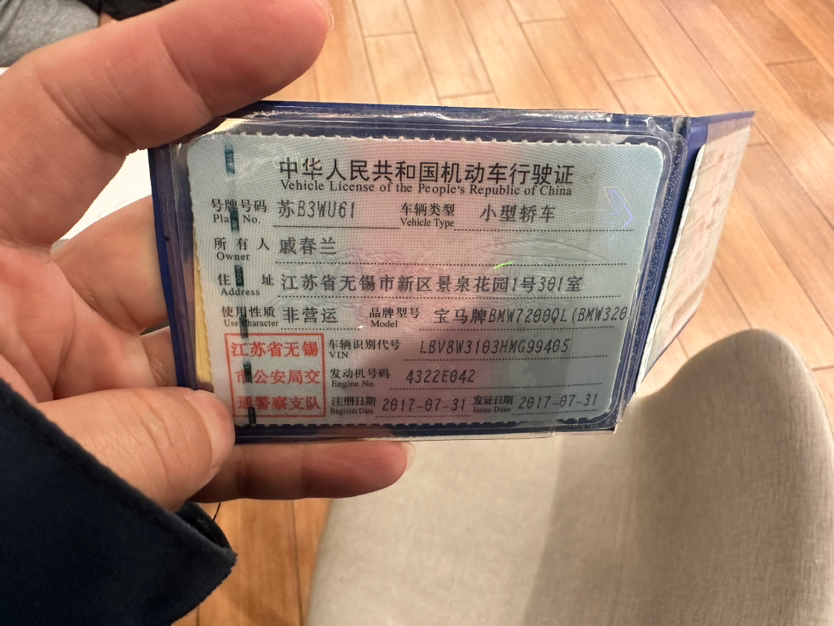 中华人民共和国机动车行驶证
Vehicle License of the People's Republic of China
号牌号码 苏B3WU61 车辆类型 小型轿车
Plate No. Vehicle Type
所有人 戚春兰
Owner
住址 江苏省无锡市新区景泉花园1号301室
Address
使用性质 非营运 品牌型号 宝马牌BMW7200QL(BMW320
Use Character Model
江苏省无锡 车辆识别代号 LBV8W3103HMG99405
VIN
市公安局交 发动机号码 4322E042
Engine No.
通警察支队 注册日期 2017-07-31 发证日期 2017-07-31
Register Date Issue Date